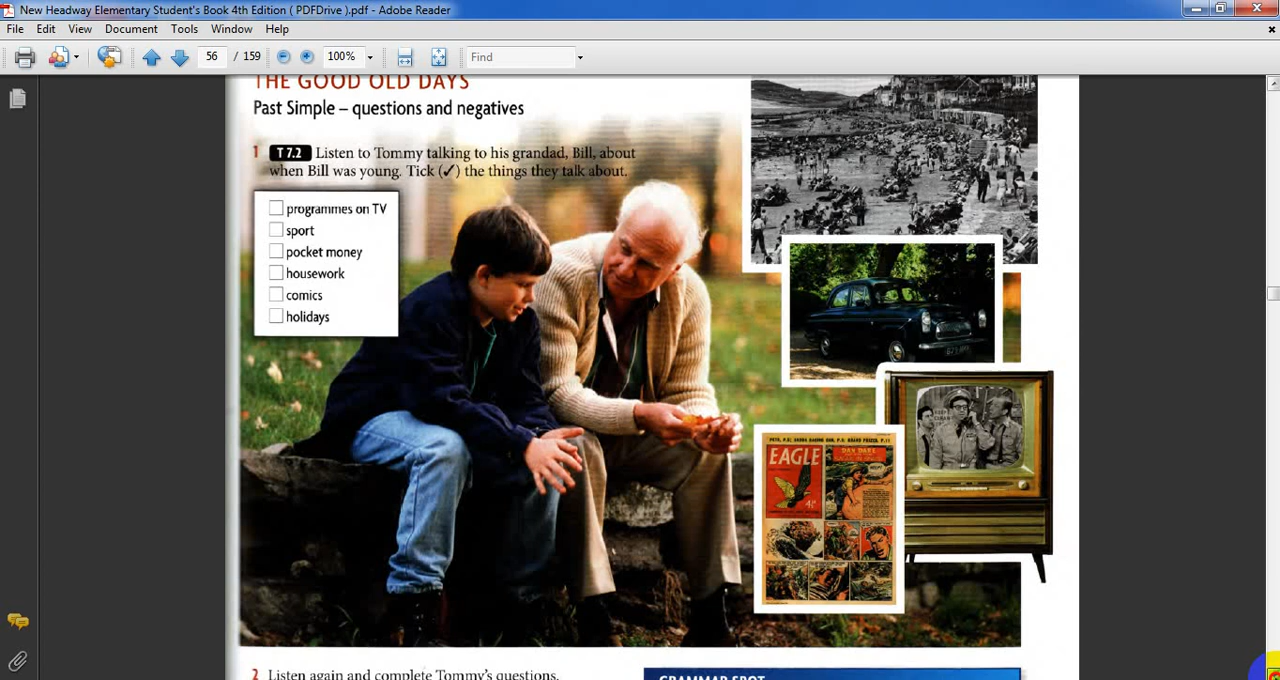 New Headway Elementary Student's Book 4th Edition ( PDFDrive ).pdf - Adobe Reader
File Edit View Document Tools Window Help
56 / 159 100% Find
THE GOOD OLD DAYS
Past Simple – questions and negatives
1 T 7.2 Listen to Tommy talking to his grandad, Bill, about
when Bill was young. Tick (✓) the things they talk about.
programmes on TV
sport
pocket money
housework
comics
holidays
EAGLE
DAN DARE
2 Listen again and complete Tommy's questions.
GRAMMAR SPOT